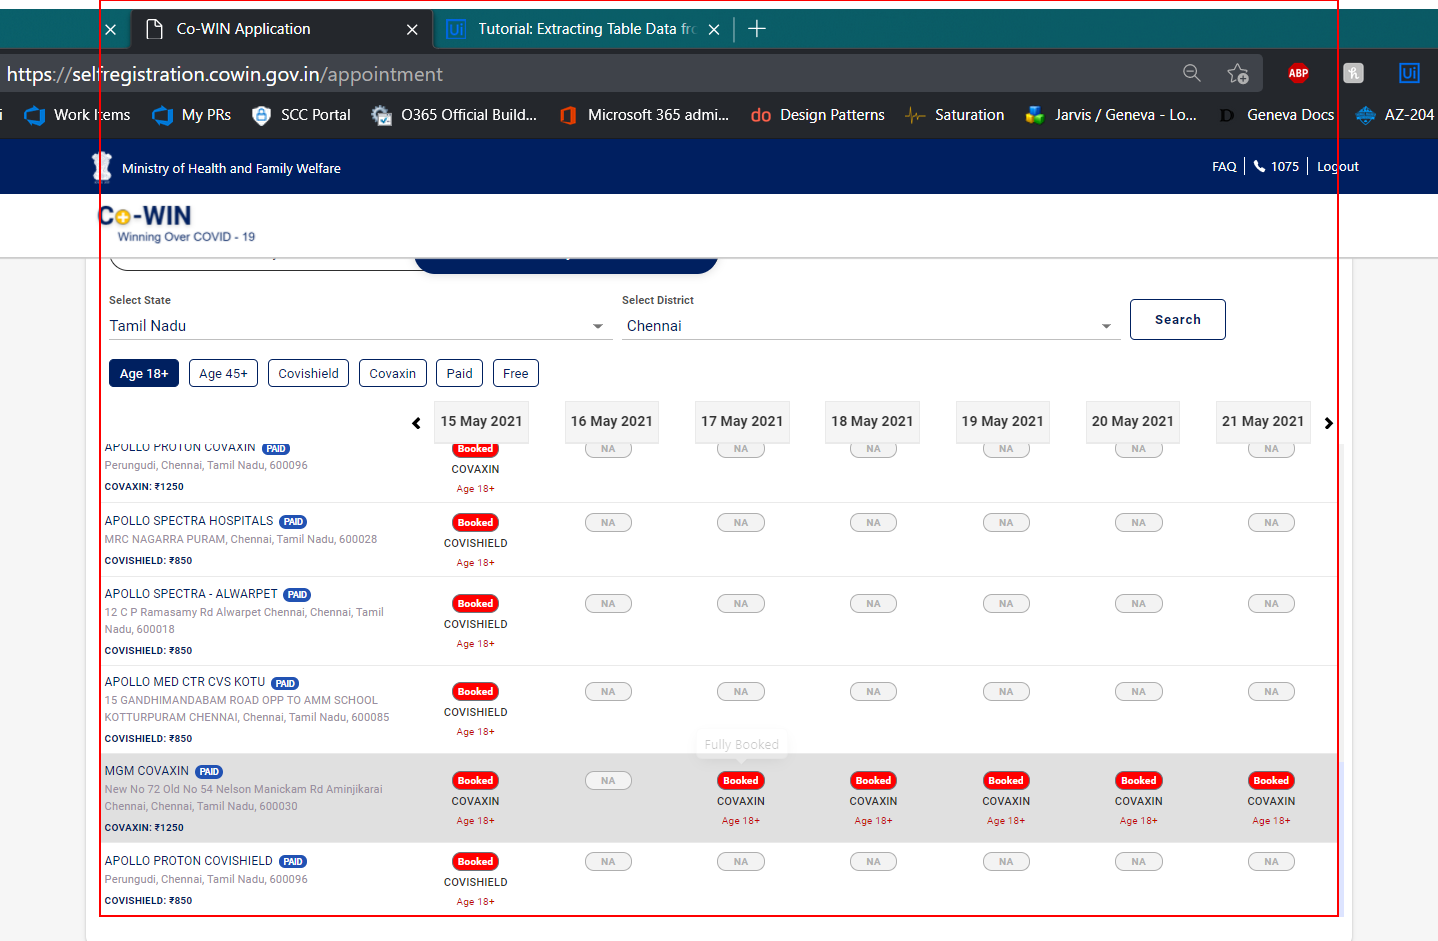 Co-WIN Application
Tutorial: Extracting Table Data fro
https://selfregistration.cowin.gov.in/appointment
ABP
Work Items My PRs SCC Portal O365 Official Build... Microsoft 365 admi... do Design Patterns Saturation Jarvis / Geneva - Lo... D Geneva Docs AZ-204
Ministry of Health and Family Welfare
FAQ 1075 Logout
Co-WIN
Winning Over COVID - 19
Select State Select District
Tamil Nadu Chennai Search
Age 18+ Age 45+ Covishield Covaxin Paid Free
15 May 2021 16 May 2021 17 May 2021 18 May 2021 19 May 2021 20 May 2021 21 May 2021
APOLLO PROTON COVAXIN PAID Booked NA NA NA NA NA NA
Perungudi, Chennai, Tamil Nadu, 600096 COVAXIN
COVAXIN: ₹1250 Age 18+
APOLLO SPECTRA HOSPITALS PAID Booked NA NA NA NA NA NA
MRC NAGARRA PURAM, Chennai, Tamil Nadu, 600028 COVISHIELD
COVISHIELD: ₹850 Age 18+
APOLLO SPECTRA - ALWARPET PAID Booked NA NA NA NA NA NA
12 C P Ramasamy Rd Alwarpet Chennai, Chennai, Tamil
Nadu, 600018 COVISHIELD
COVISHIELD: ₹850 Age 18+
APOLLO MED CTR CVS KOTU PAID Booked NA NA NA NA NA NA
15 GANDHIMANDABAM ROAD OPP TO AMM SCHOOL
KOTTURPURAM CHENNAI, Chennai, Tamil Nadu, 600085 COVISHIELD
COVISHIELD: ₹850 Age 18+
Fully Booked
MGM COVAXIN PAID Booked NA Booked Booked Booked Booked Booked
New No 72 Old No 54 Nelson Manickam Rd Aminjikarai
Chennai, Chennai, Tamil Nadu, 600030 COVAXIN COVAXIN COVAXIN COVAXIN COVAXIN COVAXIN
COVAXIN: ₹1250 Age 18+ Age 18+ Age 18+ Age 18+ Age 18+ Age 18+
APOLLO PROTON COVISHIELD PAID Booked NA NA NA NA NA NA
Perungudi, Chennai, Tamil Nadu, 600096 COVISHIELD
COVISHIELD: ₹850 Age 18+